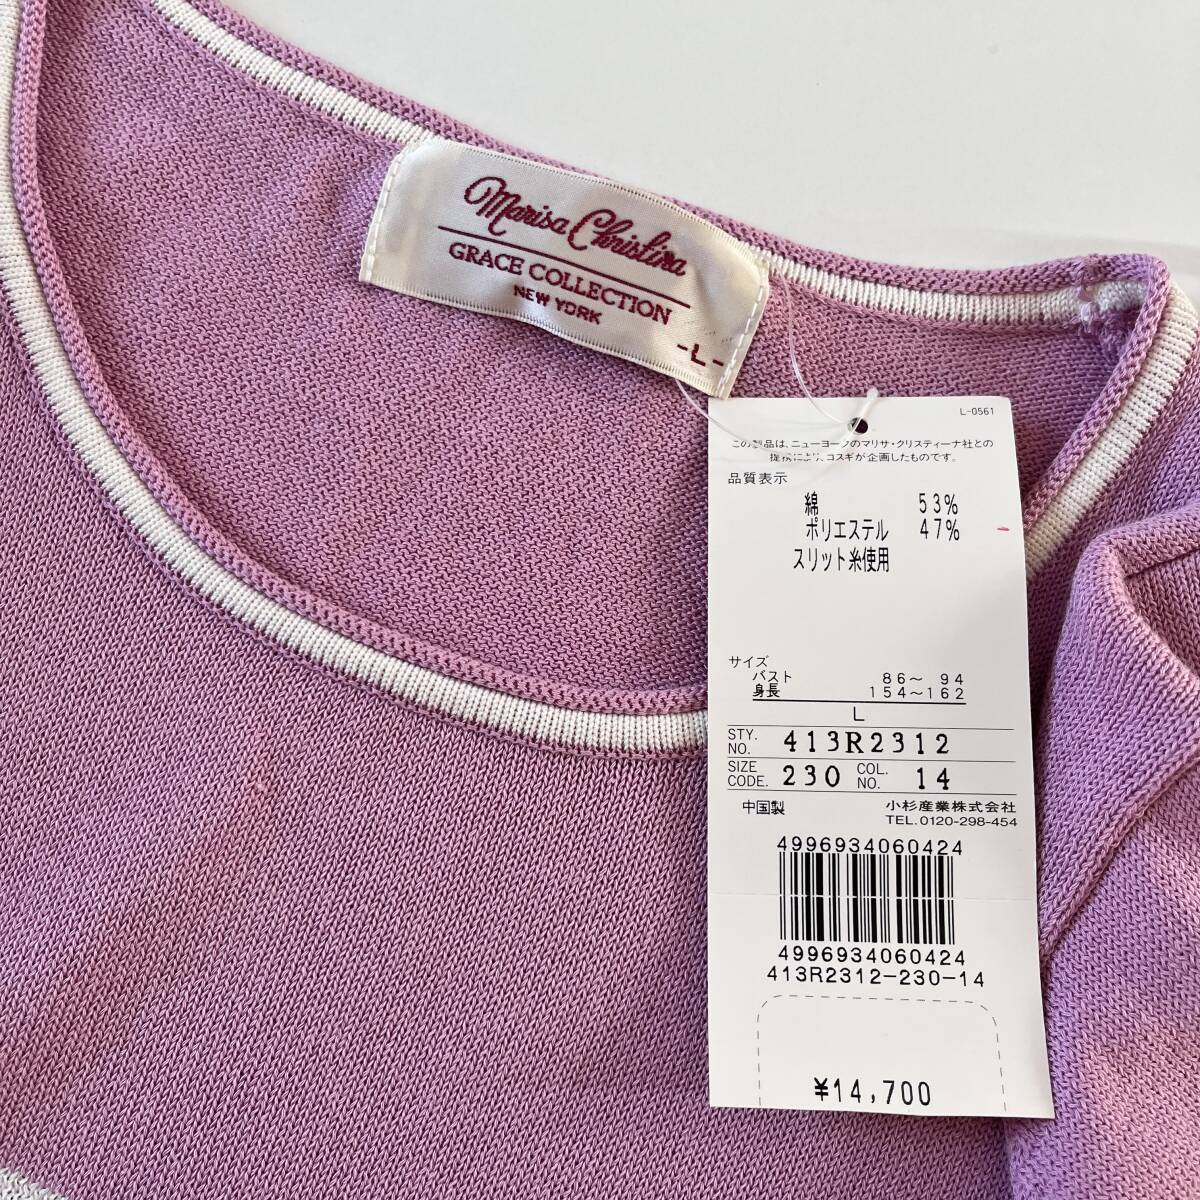 Marisa Christina
GRACE COLLECTION
NEW YORK
-L-
L-0561
この製品は、ニューヨークのマリサ・クリスティーナ社との
提携により、コスギが企画したものです。
品質表示
綿 53%
ポリエステル 47%
スリット糸使用
サイズ
バスト 86～ 94
身長 154～162
L
STY. NO. 413R2312
SIZE CODE. 230 COL. NO. 14
中国製 小杉産業株式会社
TEL.0120-298-454
4996934060424
4996934060424
413R2312-230-14
¥14,700